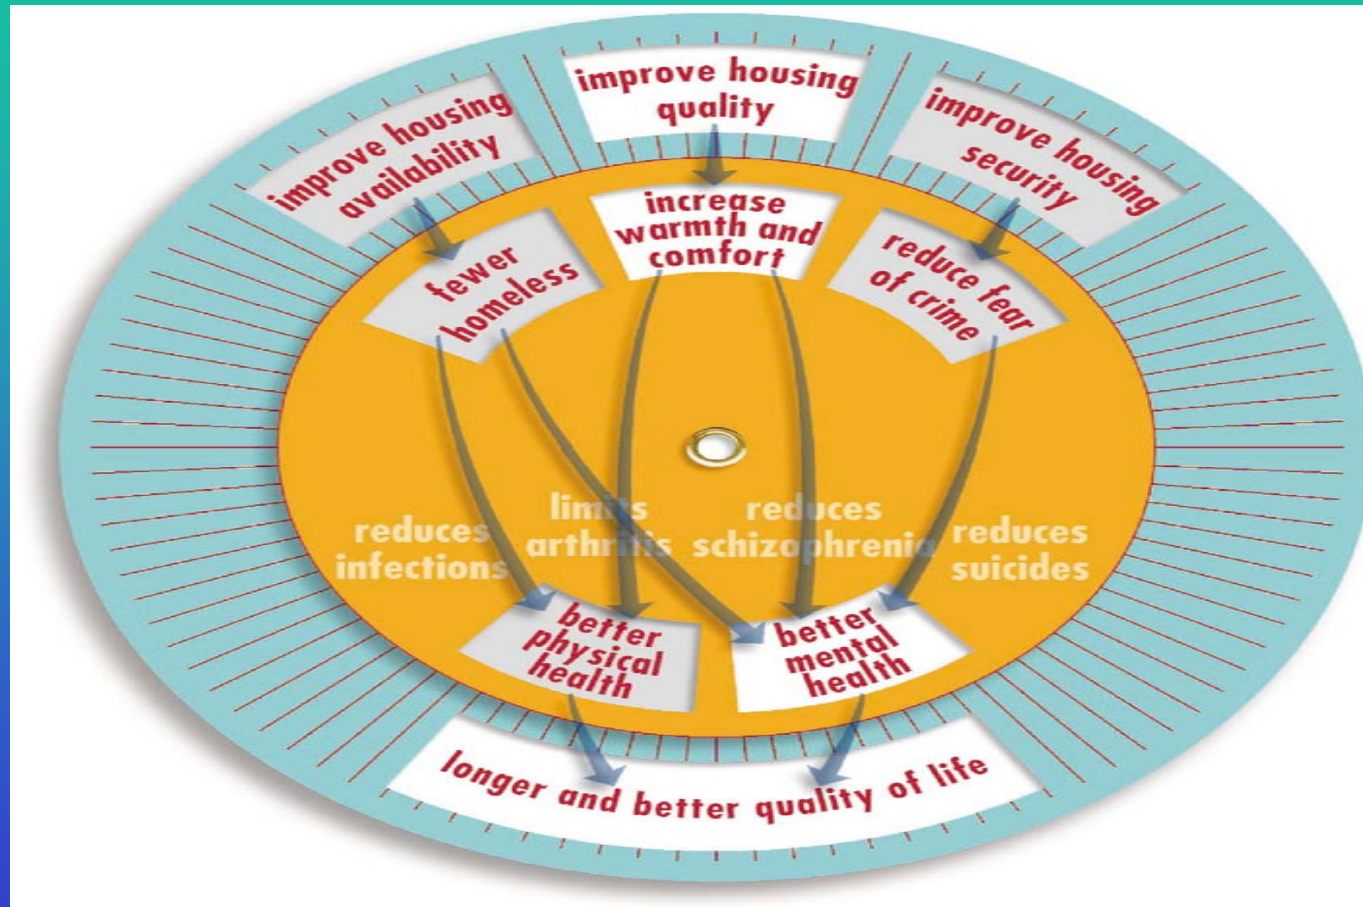 improve housing
availability
improve housing
quality
improve housing
security
fewer
homeless
increase
warmth and
comfort
reduce fear
of crime
reduces
infections
limits
arthritis
reduces
schizophrenia
reduces
suicides
better
physical
health
better
mental
health
longer and better quality of life